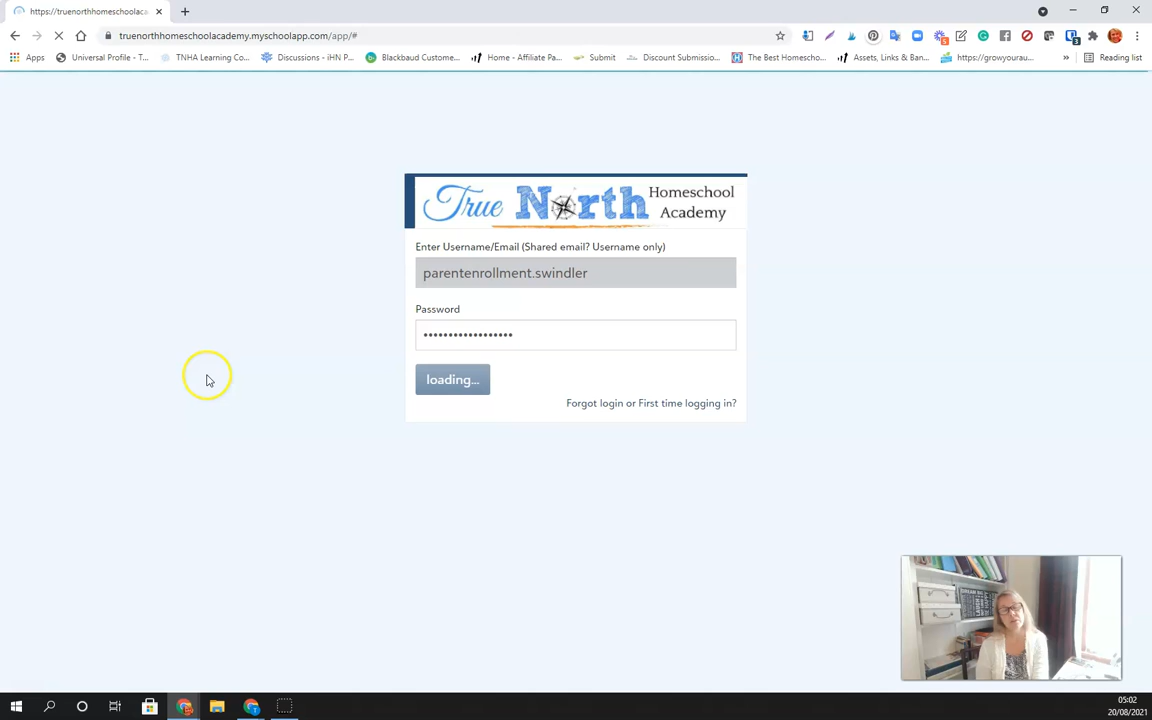 https://truenorthhomeschoolaca
truenorthhomeschoolacademy.myschoolapp.com/app/#
Apps
Universal Profile - T...
TNHA Learning Co...
Discussions - iHN P...
Blackbaud Custome...
Home - Affiliate Pa...
Submit
Discount Submissio...
The Best Homescho...
Assets, Links & Ban...
https://growyourau...
»
Reading list
True North Homeschool Academy
Enter Username/Email (Shared email? Username only)
parentenrollment.swindler
Password
••••••••••••••••••
loading...
Forgot login or First time logging in?
05:02
20/08/2021